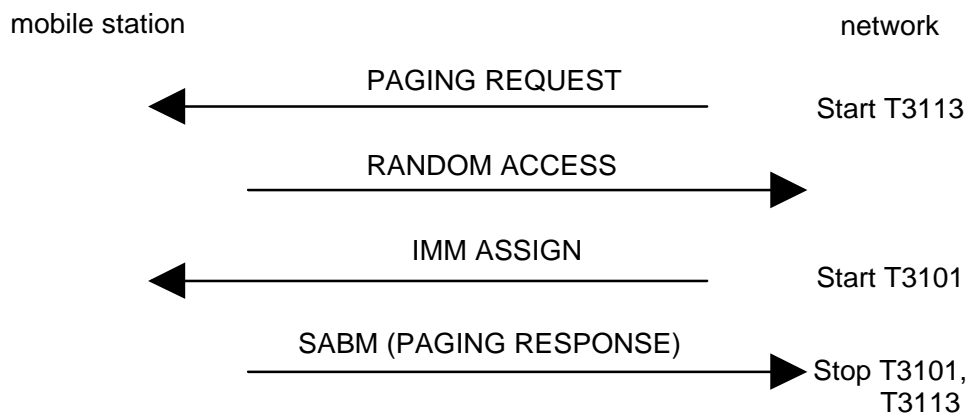 mobile station
network
PAGING REQUEST
Start T3113
RANDOM ACCESS
IMM ASSIGN
Start T3101
SABM (PAGING RESPONSE)
Stop T3101,
T3113